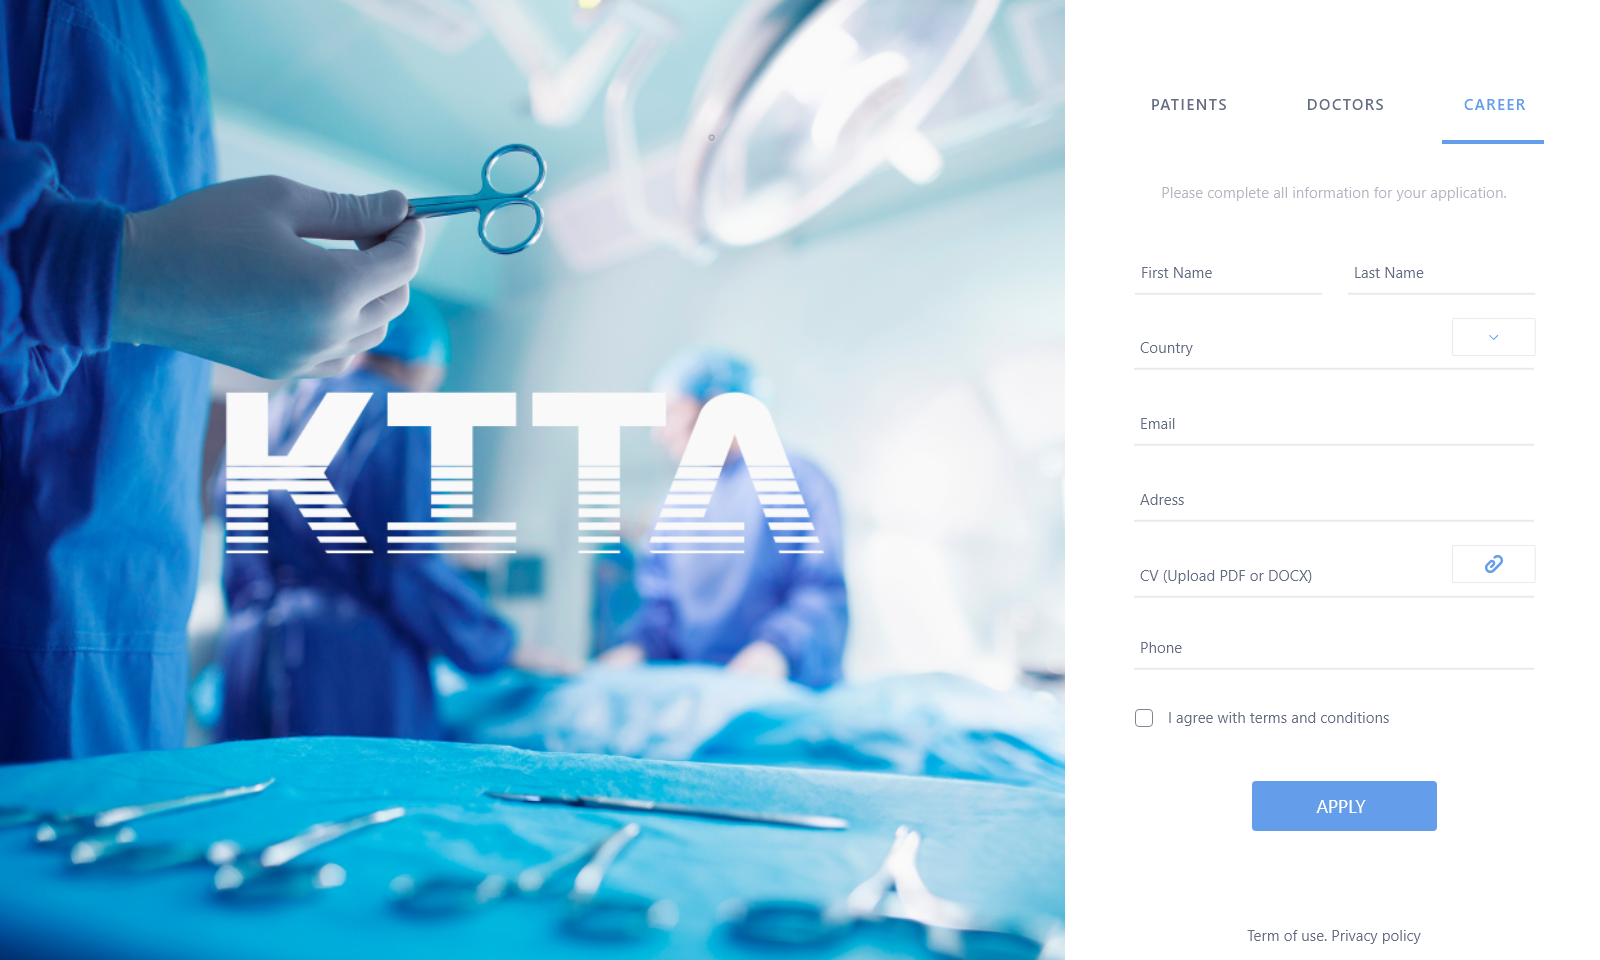 KITA
PATIENTS DOCTORS CAREER
Please complete all information for your application.
First Name Last Name
Country
Email
Adress
CV (Upload PDF or DOCX)
Phone
I agree with terms and conditions
APPLY
Term of use. Privacy policy